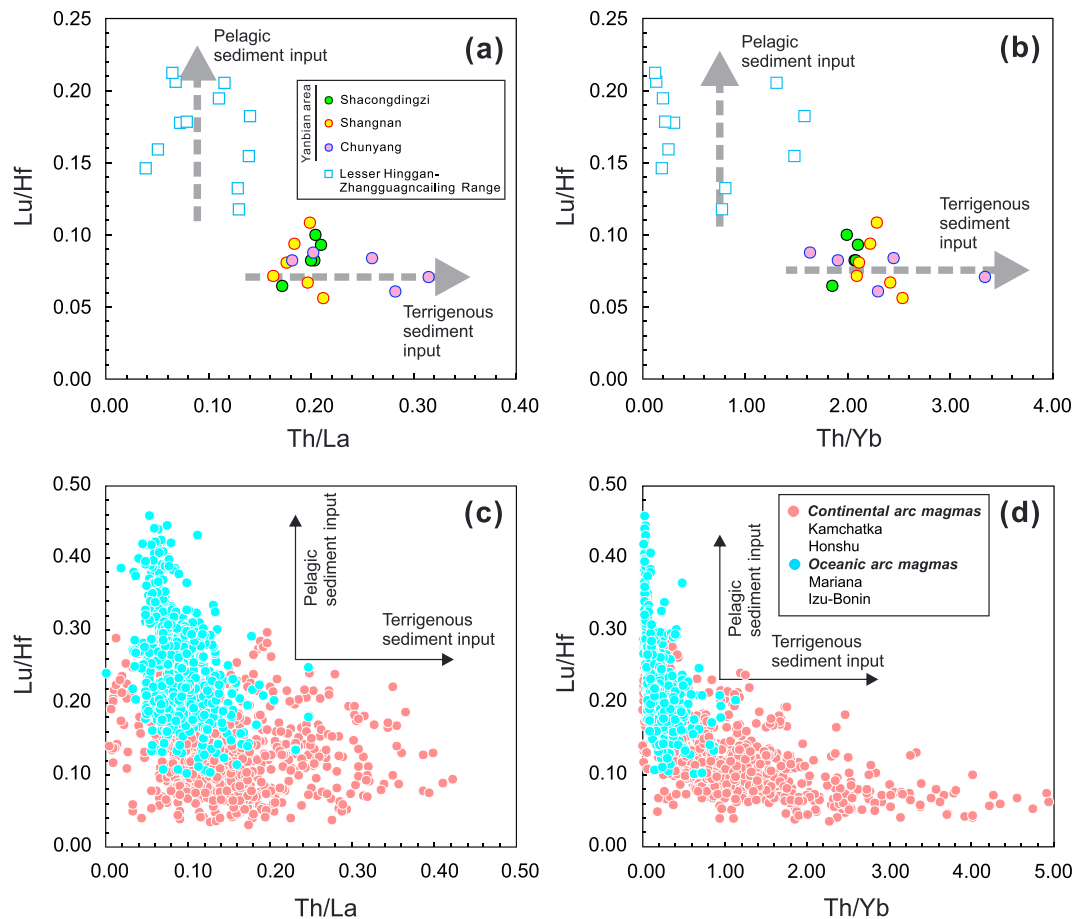 (a)
Pelagic
sediment input
Yanbian area
Shacongdingzi
Shangnan
Chunyang
Lesser Hinggan-
Zhangguagncailing Range
Terrigenous
sediment
input
Lu/Hf
0.25
0.20
0.15
0.10
0.05
0.00
0.00
0.10
0.20
0.30
0.40
Th/La
(b)
Pelagic
sediment input
Terrigenous
sediment
input
Lu/Hf
0.25
0.20
0.15
0.10
0.05
0.00
0.00
1.00
2.00
3.00
4.00
Th/Yb
(c)
Pelagic
sediment input
Terrigenous
sediment input
Lu/Hf
0.50
0.40
0.30
0.20
0.10
0.00
0.00
0.10
0.20
0.30
0.40
0.50
Th/La
(d)
Continental arc magmas
Kamchatka
Honshu
Oceanic arc magmas
Mariana
Izu-Bonin
Pelagic
sediment input
Terrigenous
sediment input
Lu/Hf
0.50
0.40
0.30
0.20
0.10
0.00
0.00
1.00
2.00
3.00
4.00
5.00
Th/Yb